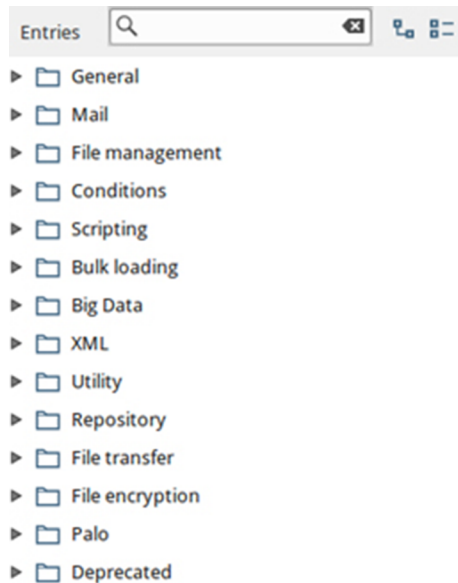 Entries
General
Mail
File management
Conditions
Scripting
Bulk loading
Big Data
XML
Utility
Repository
File transfer
File encryption
Palo
Deprecated